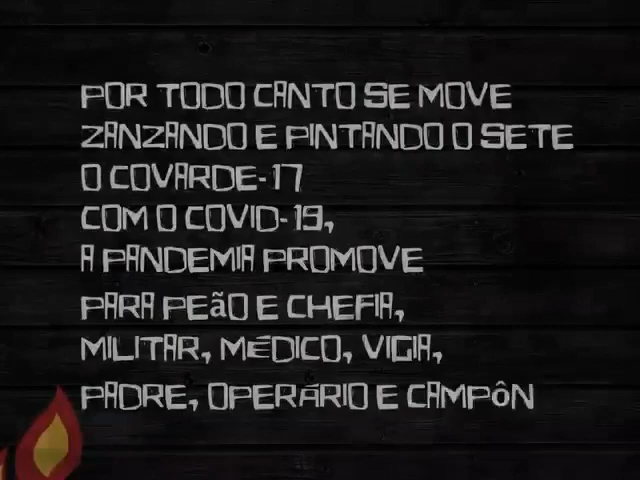 POR TODO CANTO SE MOVE
ZANZANDO E PINTANDO O SETE
O COVARDE-17
COM O COVID-19,
A PANDEMIA PROMOVE
PARA PEÃO E CHEFIA,
MILITAR, MÉDICO, VIGIA,
PADRE, OPERÁRIO E CAMPÔN